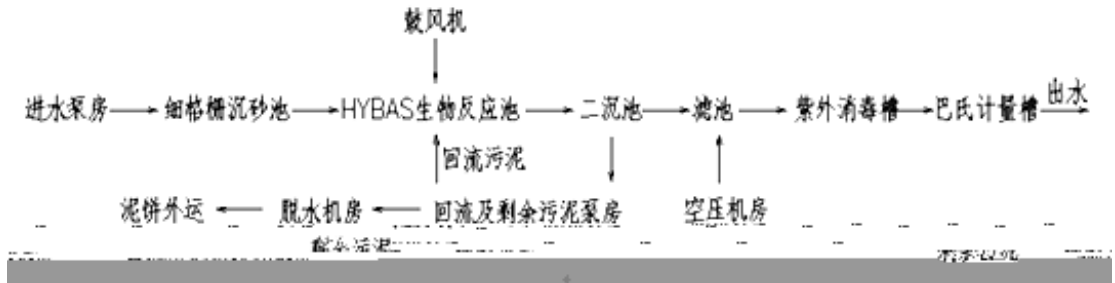 鼓风机
进水泵房 细格栅沉砂池 HYBAS生物反应池 二沉池 滤池 紫外消毒槽 巴氏计量槽 出水
回流污泥
泥饼外运 脱水机房 回流及剩余污泥泵房 空压机房